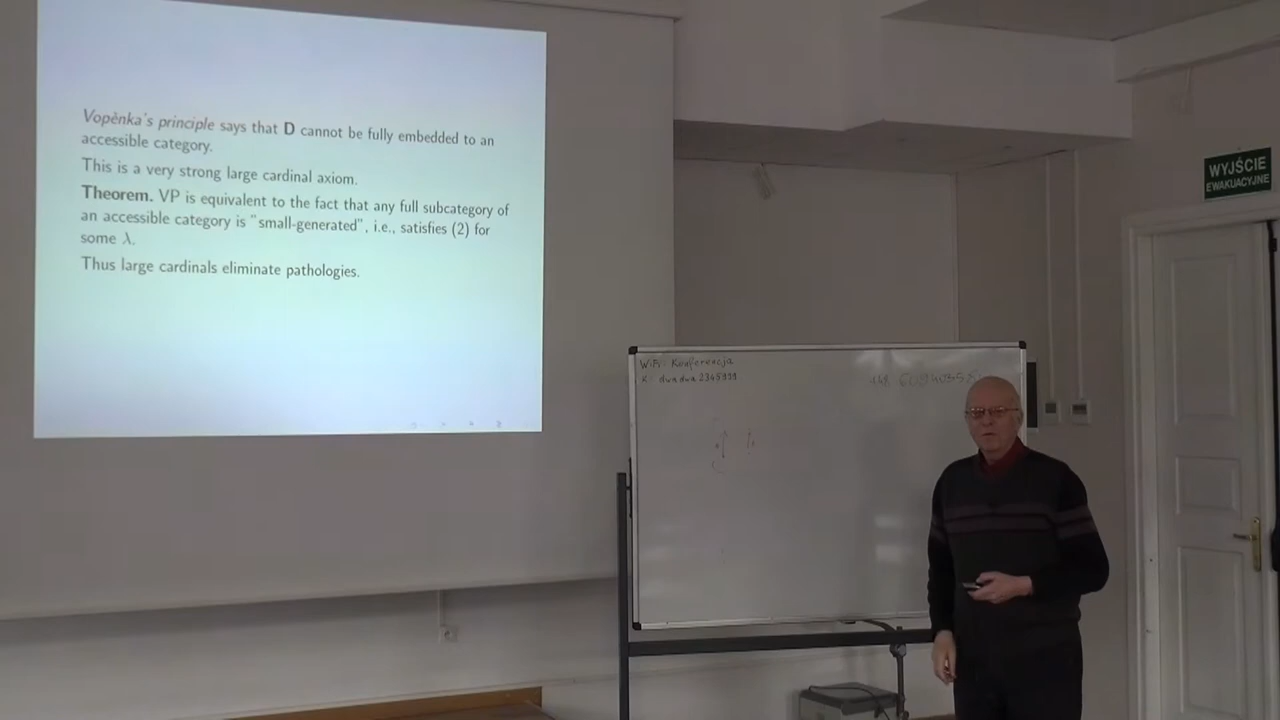 Vopěnka's principle says that D cannot be fully embedded to an
accessible category.
This is a very strong large cardinal axiom.
Theorem. VP is equivalent to the fact that any full subcategory of
an accessible category is "small-generated", i.e., satisfies (2) for
some λ.
Thus large cardinals eliminate pathologies.
WiFi: Konferencja
K: dwadwa2345991
WYJŚCIE
EWAKUACYJNE